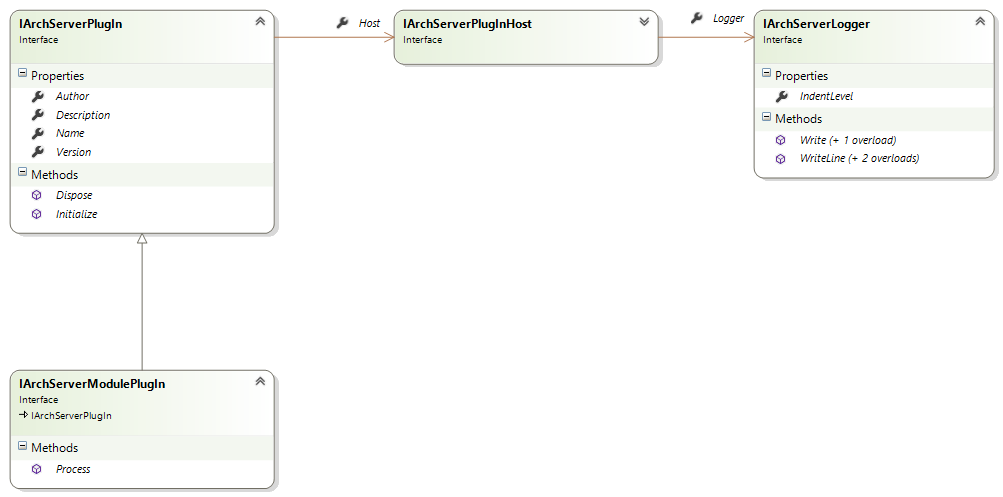 IArchServerPlugIn
Interface
Properties
Author
Description
Name
Version
Methods
Dispose
Initialize
Host
IArchServerPlugInHost
Interface
Logger
IArchServerLogger
Interface
Properties
IndentLevel
Methods
Write (+ 1 overload)
WriteLine (+ 2 overloads)
IArchServerModulePlugIn
Interface
IArchServerPlugIn
Methods
Process